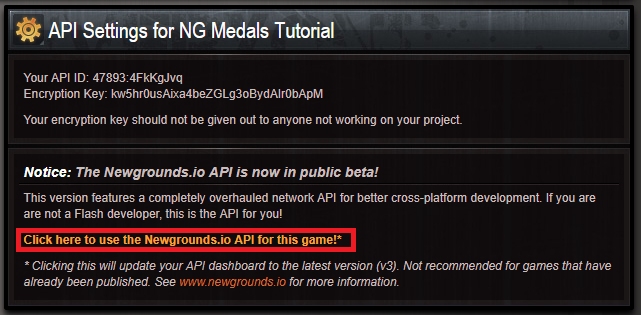 API Settings for NG Medals Tutorial
Your API ID: 47893:4FkKgJvq
Encryption Key: kw5hr0usAixa4beZGLg3oBydAlr0bApM
Your encryption key should not be given out to anyone not working on your project.
Notice: The Newgrounds.io API is now in public beta!
This version features a completely overhauled network API for better cross-platform development. If you are
are not a Flash developer, this is the API for you!
Click here to use the Newgrounds.io API for this game!*
* Clicking this will update your API dashboard to the latest version (v3). Not recommended for games that have
already been published. See www.newgrounds.io for more information.